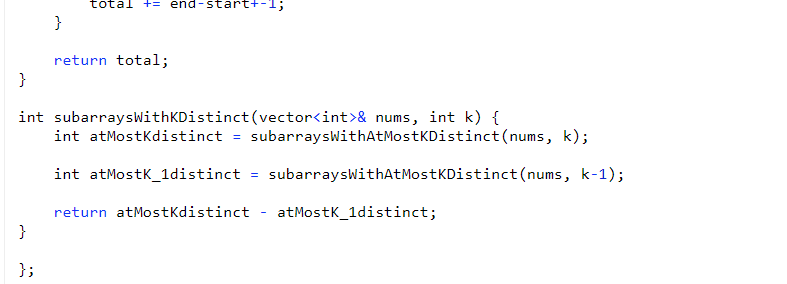 total += end-start+-1;
}
return total;
}
int subarraysWithKDistinct(vector<int>& nums, int k) {
int atMostKdistinct = subarraysWithAtMostKDistinct(nums, k);
int atMostK_1distinct = subarraysWithAtMostKDistinct(nums, k-1);
return atMostKdistinct - atMostK_1distinct;
}
};